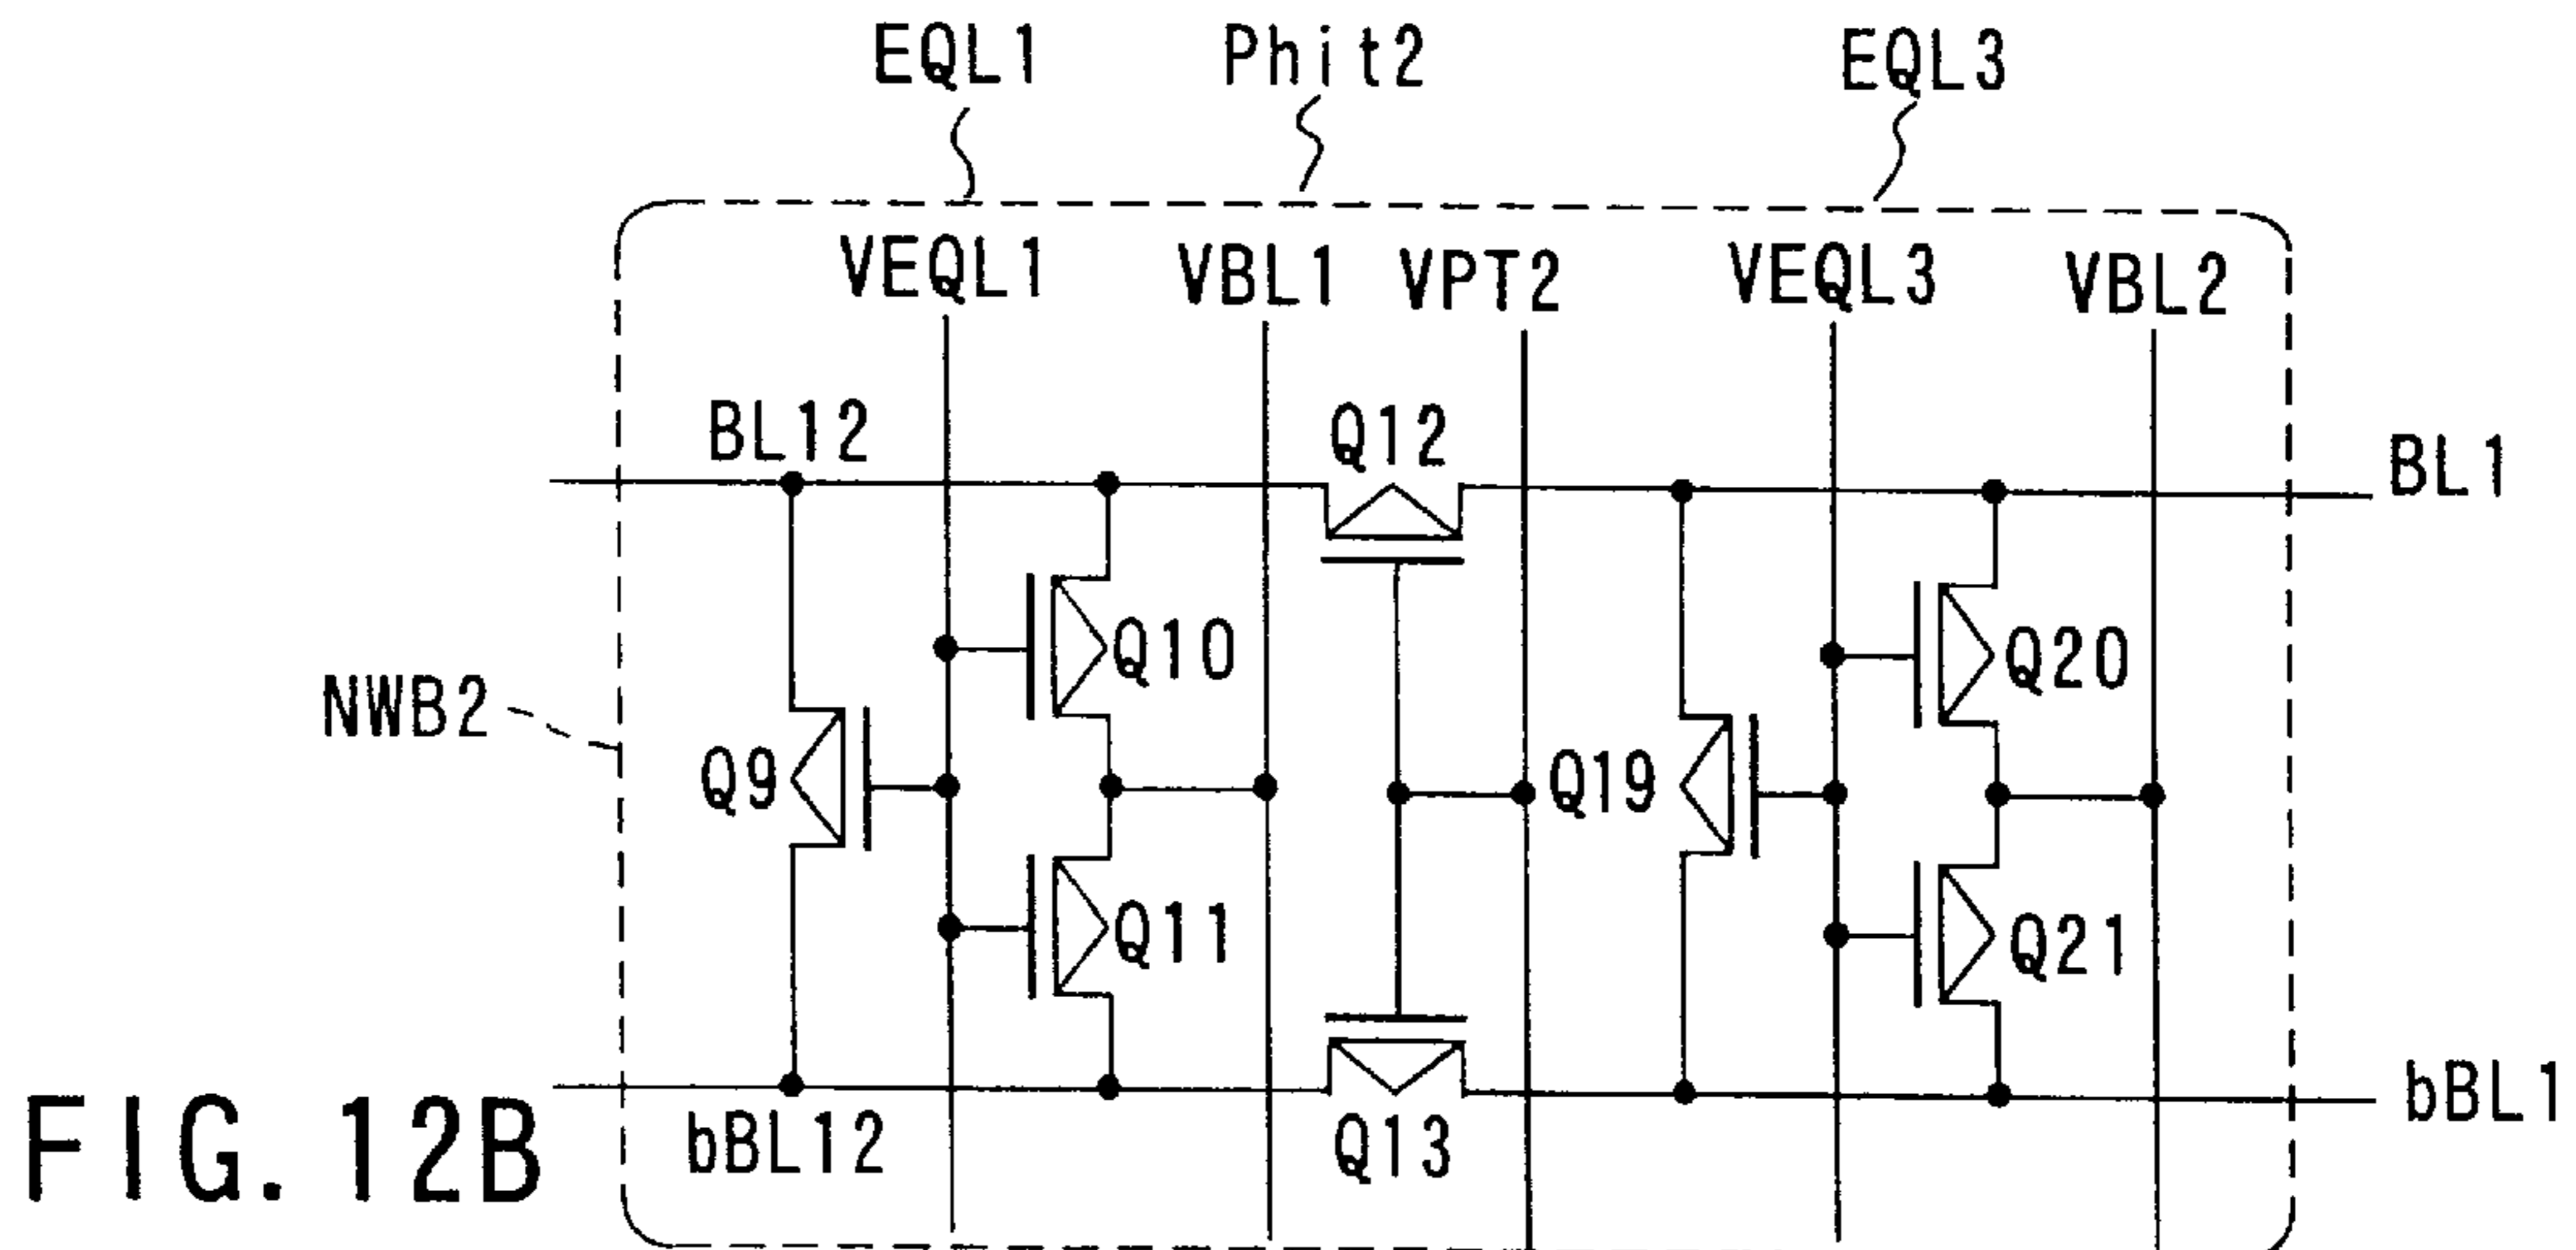 EQL1 Phit2 EQL3
VEQL1 VBL1 VPT2 VEQL3 VBL2
BL12 Q12 BL1
Q10 Q20
NWB2 Q9 Q19
Q11 Q21
bBL12 Q13 bBL1
FIG. 12B